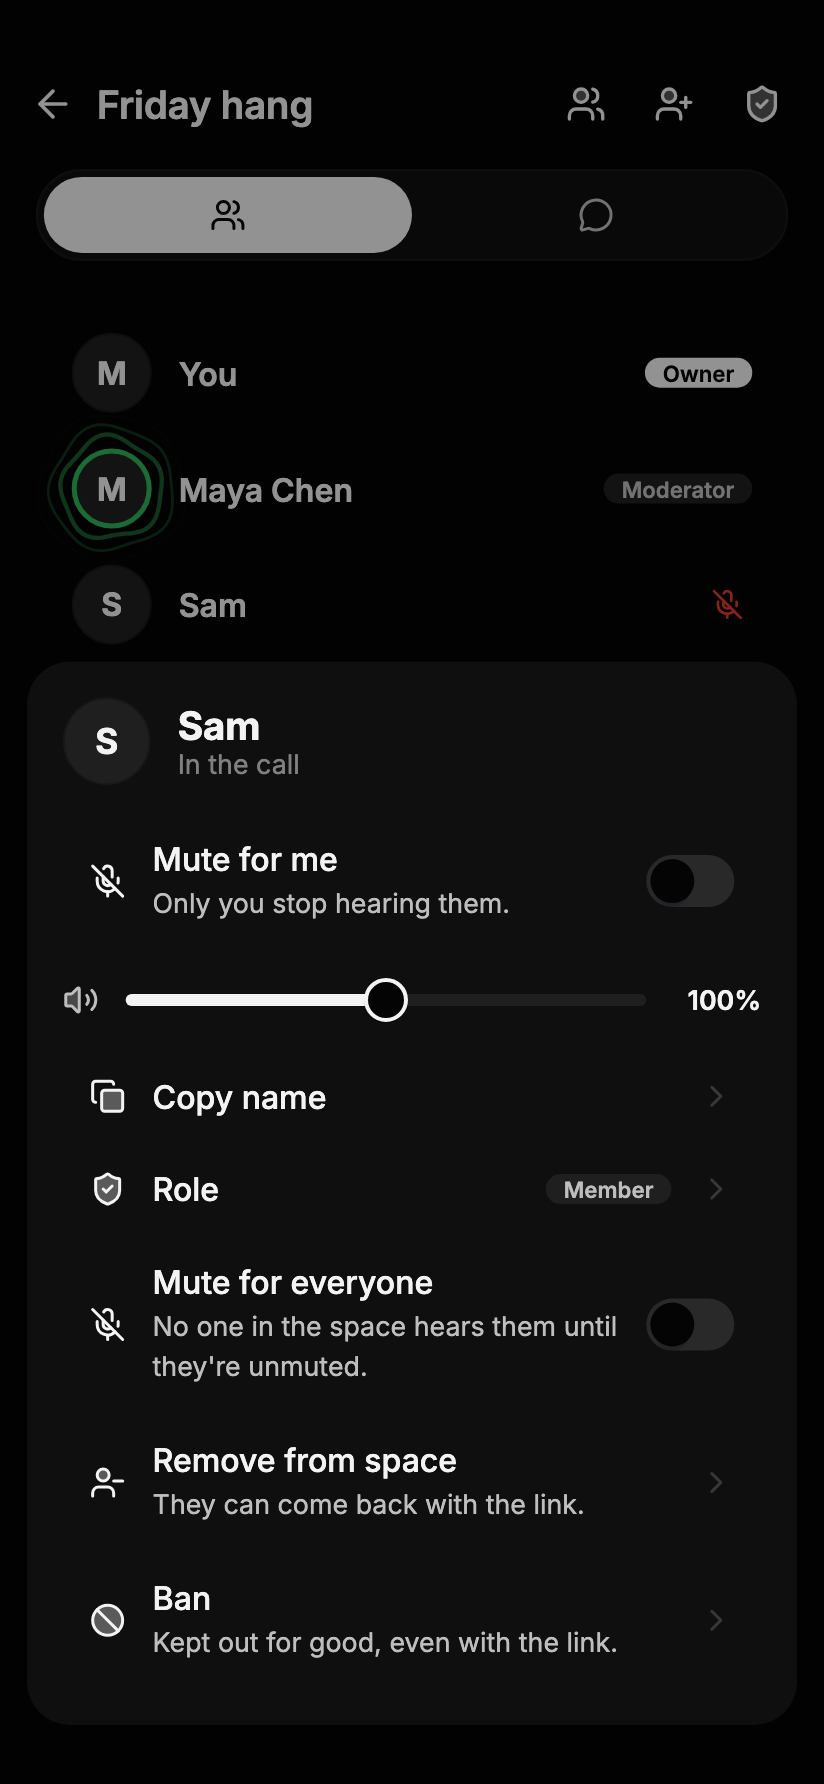 Friday hang
M
You
Owner
M
Maya Chen
Moderator
S
Sam
S
Sam
In the call
Mute for me
Only you stop hearing them.
100%
Copy name
Role
Member
Mute for everyone
No one in the space hears them until
they're unmuted.
Remove from space
They can come back with the link.
Ban
Kept out for good, even with the link.